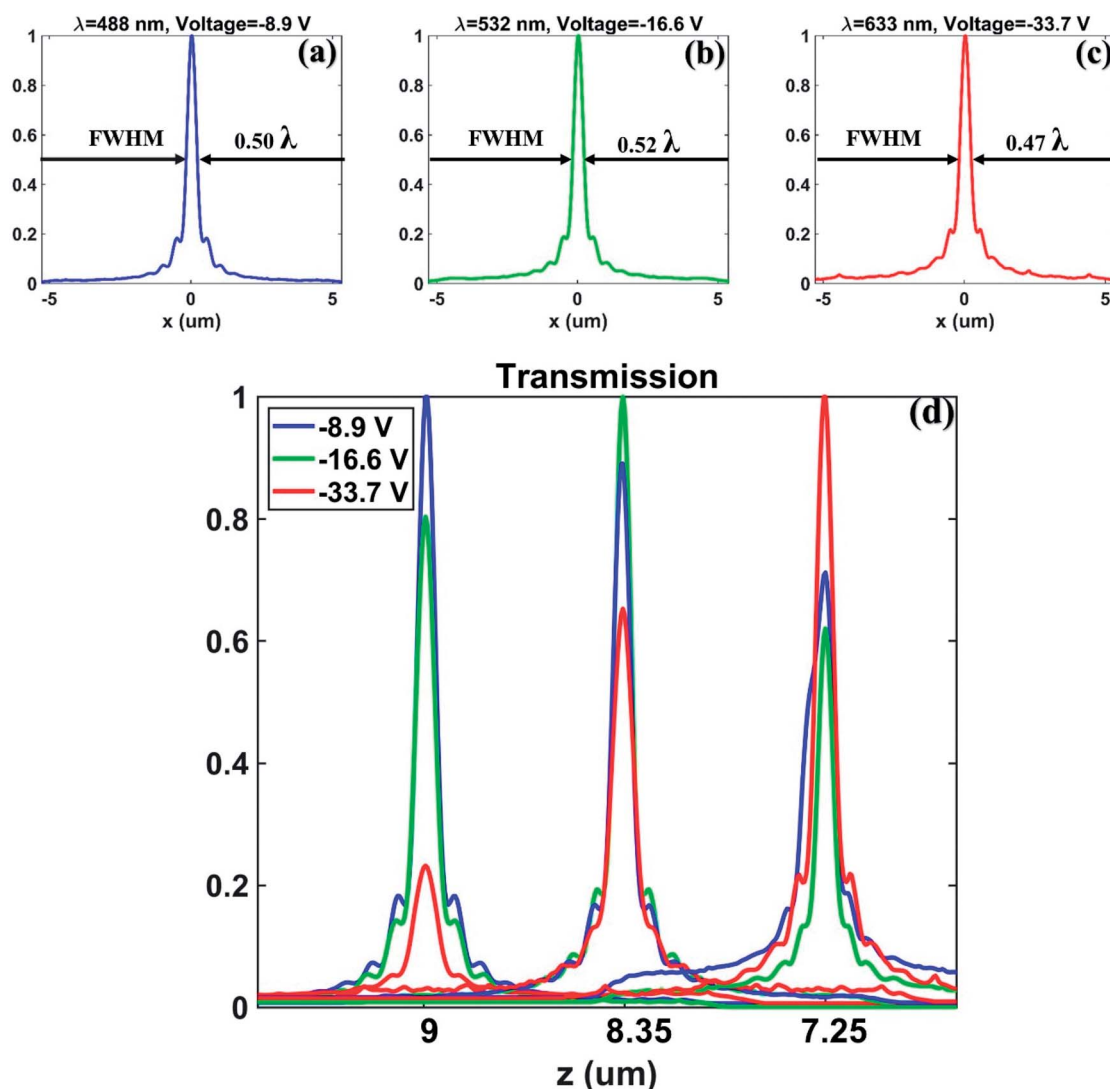 λ=488 nm, Voltage=-8.9 V
(a)
1
0.8
0.6
0.4
0.2
0
FWHM
0.50 λ
-5
0
5
x (um)
λ=532 nm, Voltage=-16.6 V
(b)
1
0.8
0.6
0.4
0.2
0
FWHM
0.52 λ
-5
0
5
x (um)
λ=633 nm, Voltage=-33.7 V
(c)
1
0.8
0.6
0.4
0.2
0
FWHM
0.47 λ
-5
0
5
x (um)
Transmission
(d)
-8.9 V
-16.6 V
-33.7 V
1
0.8
0.6
0.4
0.2
0
9 8.35 7.25
z (um)